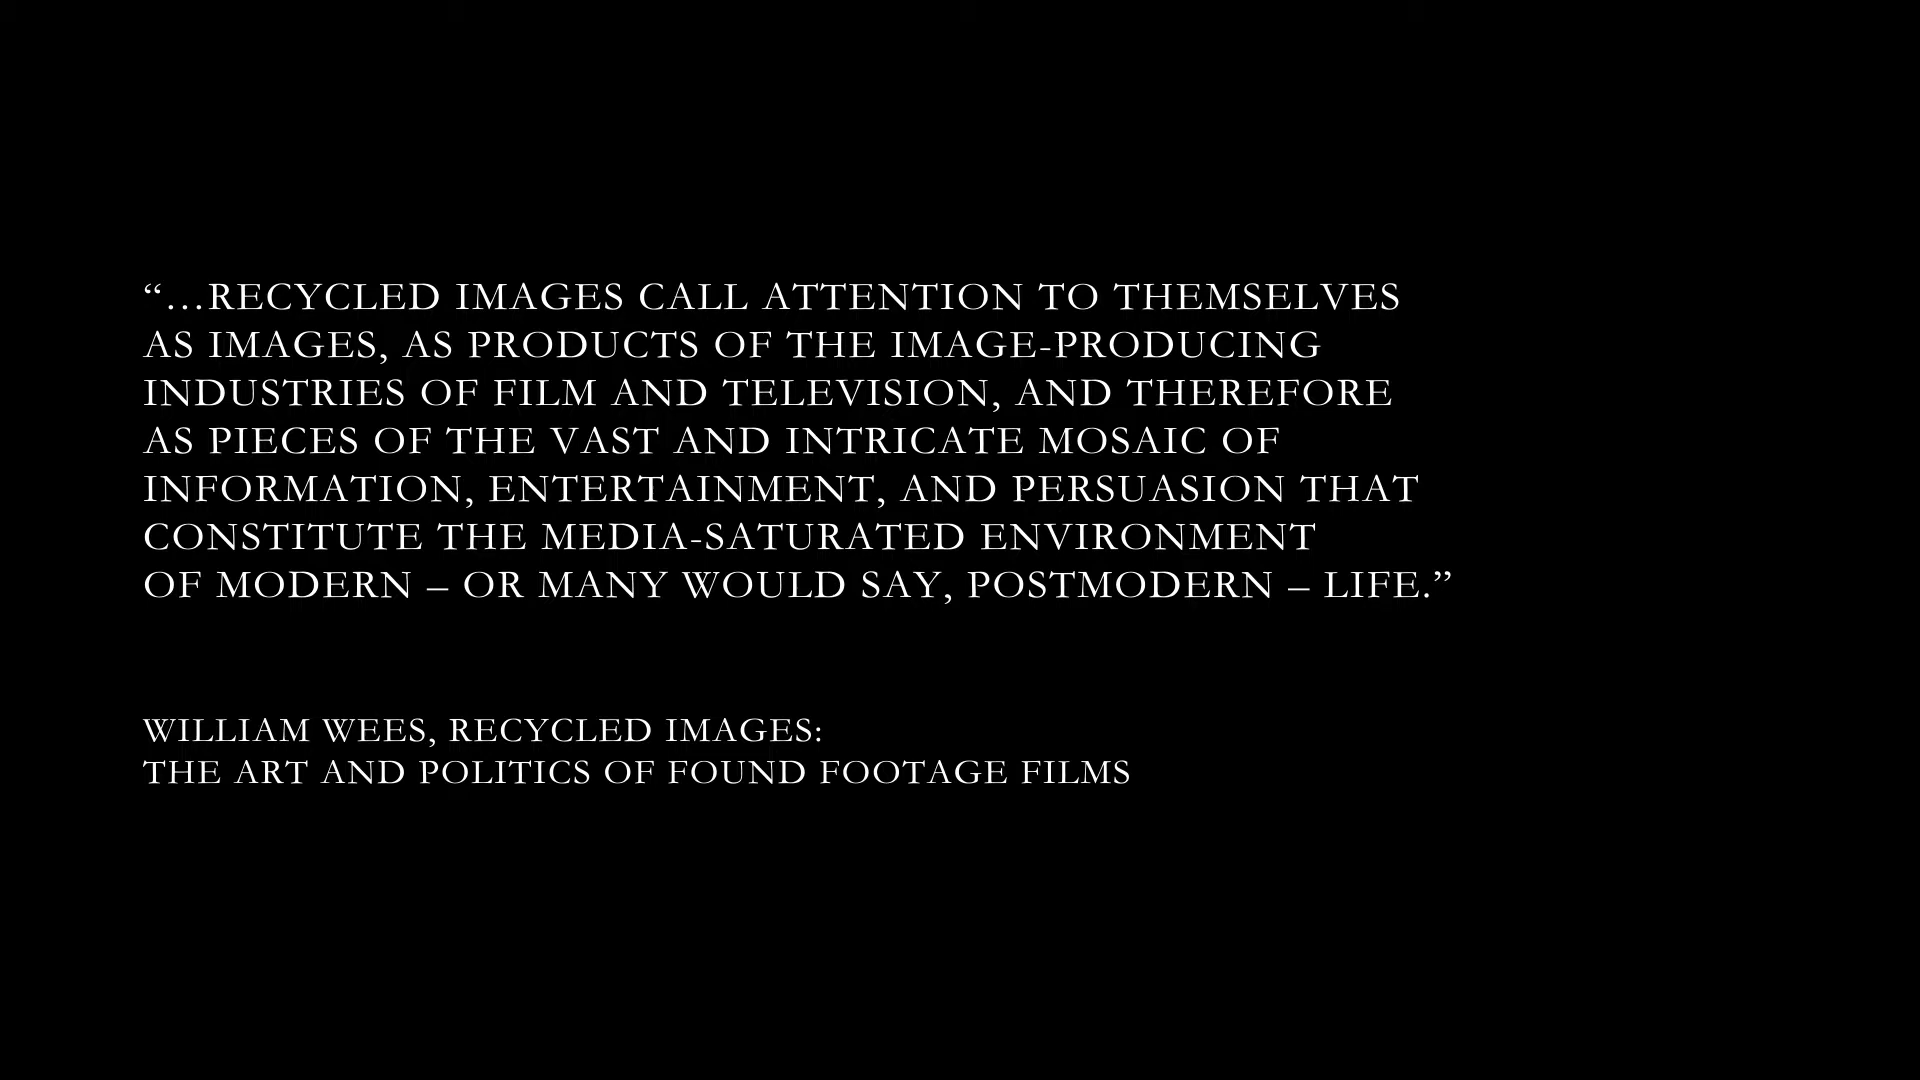 “…RECYCLED IMAGES CALL ATTENTION TO THEMSELVES
AS IMAGES, AS PRODUCTS OF THE IMAGE-PRODUCING
INDUSTRIES OF FILM AND TELEVISION, AND THEREFORE
AS PIECES OF THE VAST AND INTRICATE MOSAIC OF
INFORMATION, ENTERTAINMENT, AND PERSUASION THAT
CONSTITUTE THE MEDIA-SATURATED ENVIRONMENT
OF MODERN – OR MANY WOULD SAY, POSTMODERN – LIFE.”
WILLIAM WEES, RECYCLED IMAGES:
THE ART AND POLITICS OF FOUND FOOTAGE FILMS